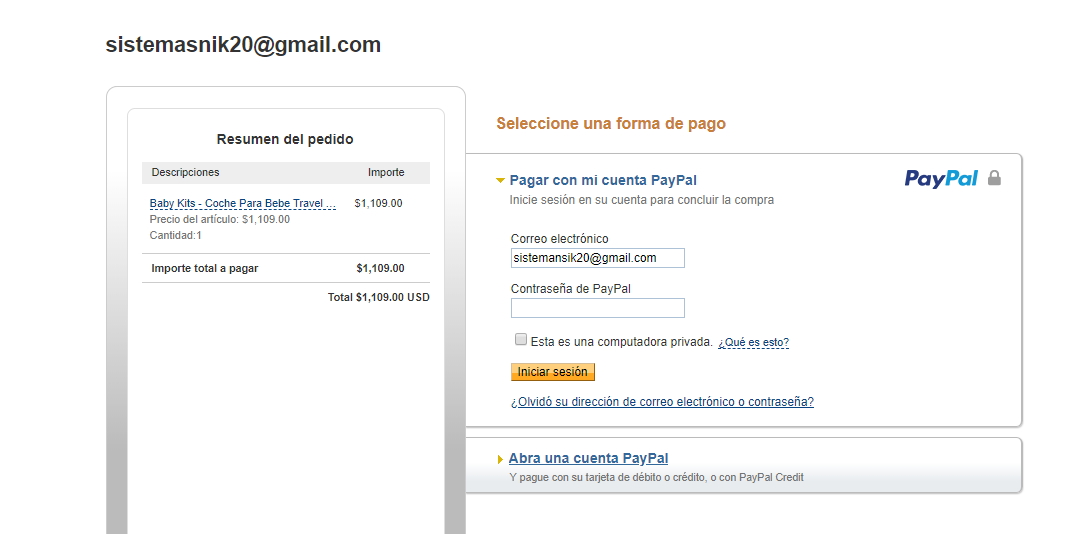 sistemasnik20@gmail.com
Resumen del pedido
Descripciones Importe
Baby Kits - Coche Para Bebe Travel ... $1,109.00
Precio del artículo: $1,109.00
Cantidad:1
Importe total a pagar $1,109.00
Total $1,109.00 USD
Seleccione una forma de pago
Pagar con mi cuenta PayPal
PayPal
Inicie sesión en su cuenta para concluir la compra
Correo electrónico
sistemansik20@gmail.com
Contraseña de PayPal
Esta es una computadora privada. ¿Qué es esto?
Iniciar sesión
¿Olvidó su dirección de correo electrónico o contraseña?
Abra una cuenta PayPal
Y pague con su tarjeta de débito o crédito, o con PayPal Credit